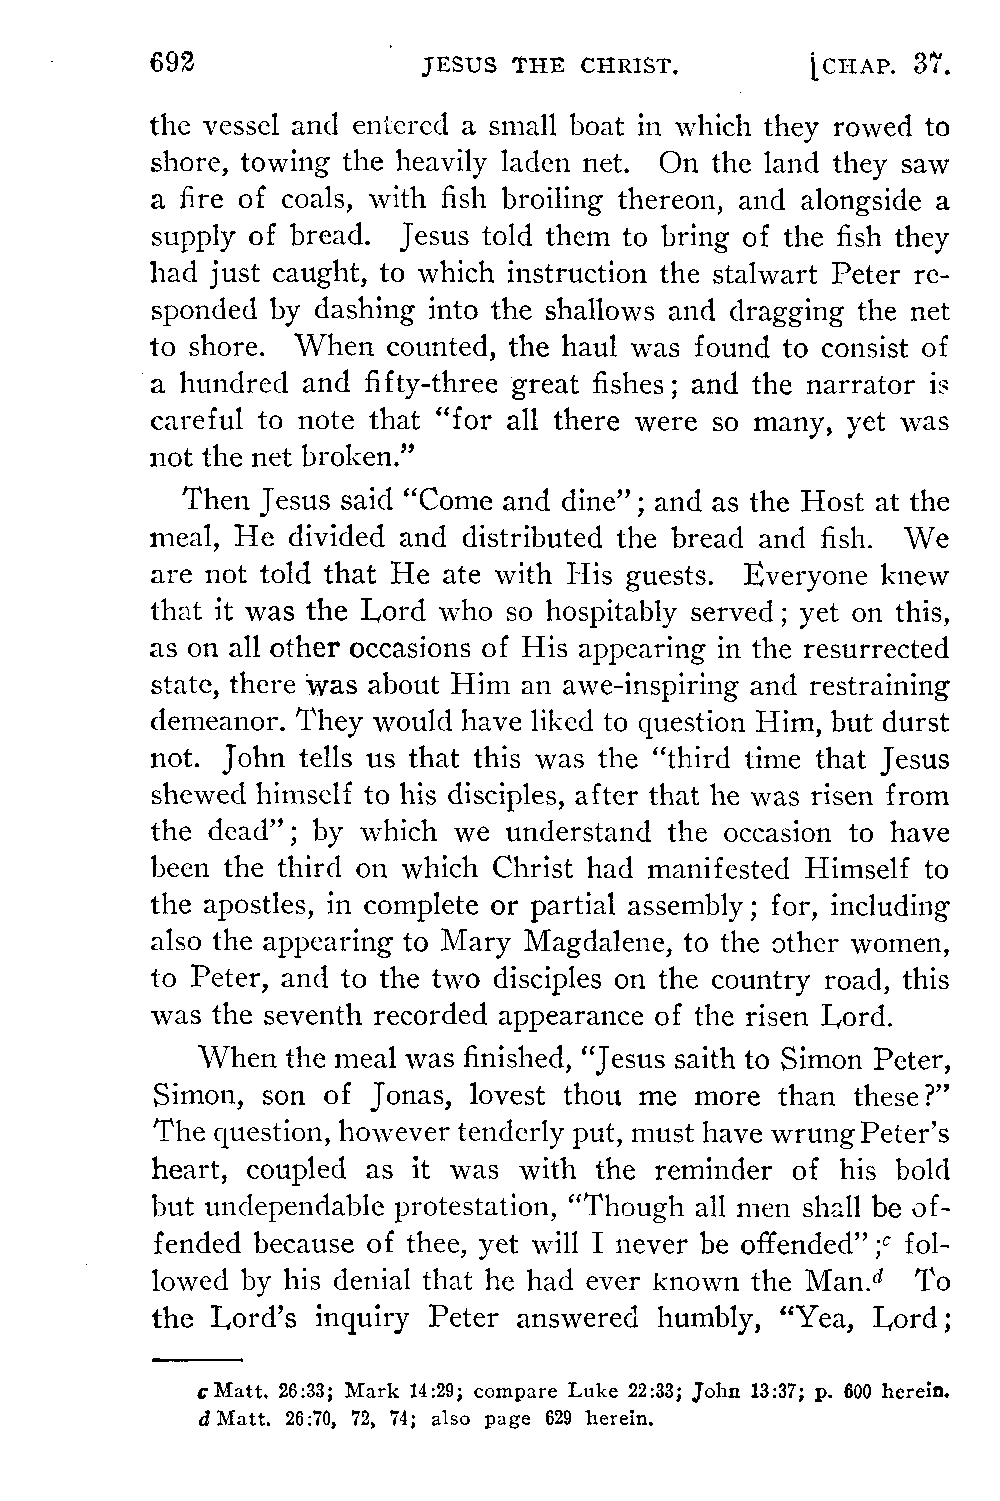 692 JESUS THE CHRIST. [CHAP. 37.
the vessel and entered a small boat in which they rowed to
shore, towing the heavily laden net. On the land they saw
a fire of coals, with fish broiling thereon, and alongside a
supply of bread. Jesus told them to bring of the fish they
had just caught, to which instruction the stalwart Peter re-
sponded by dashing into the shallows and dragging the net
to shore. When counted, the haul was found to consist of
a hundred and fifty-three great fishes; and the narrator is
careful to note that “for all there were so many, yet was
not the net broken.”
Then Jesus said “Come and dine”; and as the Host at the
meal, He divided and distributed the bread and fish. We
are not told that He ate with His guests. Everyone knew
that it was the Lord who so hospitably served; yet on this,
as on all other occasions of His appearing in the resurrected
state, there was about Him an awe-inspiring and restraining
demeanor. They would have liked to question Him, but durst
not. John tells us that this was the “third time that Jesus
shewed himself to his disciples, after that he was risen from
the dead”; by which we understand the occasion to have
been the third on which Christ had manifested Himself to
the apostles, in complete or partial assembly; for, including
also the appearing to Mary Magdalene, to the other women,
to Peter, and to the two disciples on the country road, this
was the seventh recorded appearance of the risen Lord.
When the meal was finished, “Jesus saith to Simon Peter,
Simon, son of Jonas, lovest thou me more than these?”
The question, however tenderly put, must have wrung Peter’s
heart, coupled as it was with the reminder of his bold
but undependable protestation, “Though all men shall be of-
fended because of thee, yet will I never be offended”;c fol-
lowed by his denial that he had ever known the Man.d To
the Lord’s inquiry Peter answered humbly, “Yea, Lord;
c Matt. 26:33; Mark 14:29; compare Luke 22:33; John 13:37; p. 600 herein.
d Matt. 26:70, 72, 74; also page 629 herein.